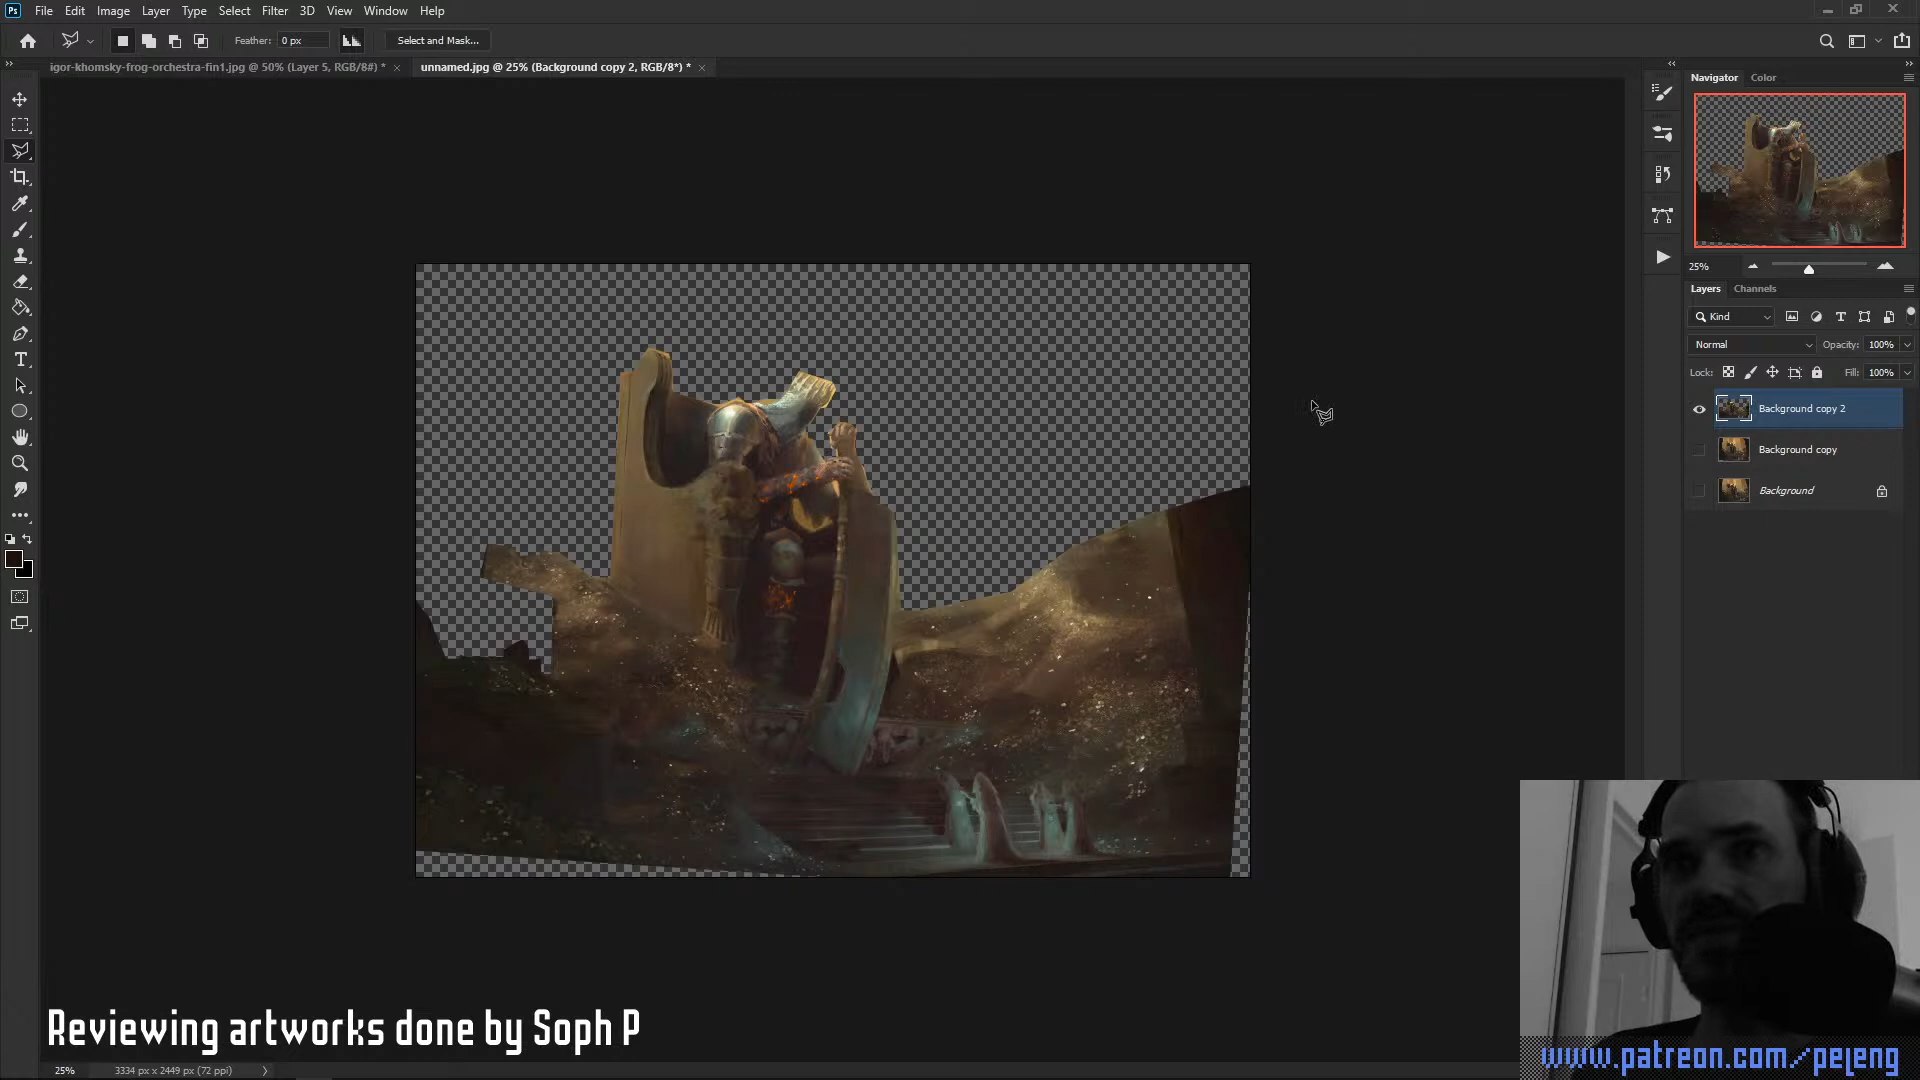 Ps File Edit Image Layer Type Select Filter 3D View Window Help
Feather: 0 px Select and Mask...
igor-khomsky-frog-orchestra-fin1.jpg @ 50% (Layer 5, RGB/8#) * × unnamed.jpg @ 25% (Background copy 2, RGB/8*) * ×
Navigator Color
25%
Layers Channels
Kind
Normal Opacity: 100%
Lock: Fill: 100%
Background copy 2
Background copy
Background
Reviewing artworks done by Soph P
www.patreon.com/peleng
25% 3334 px x 2449 px (72 ppi)